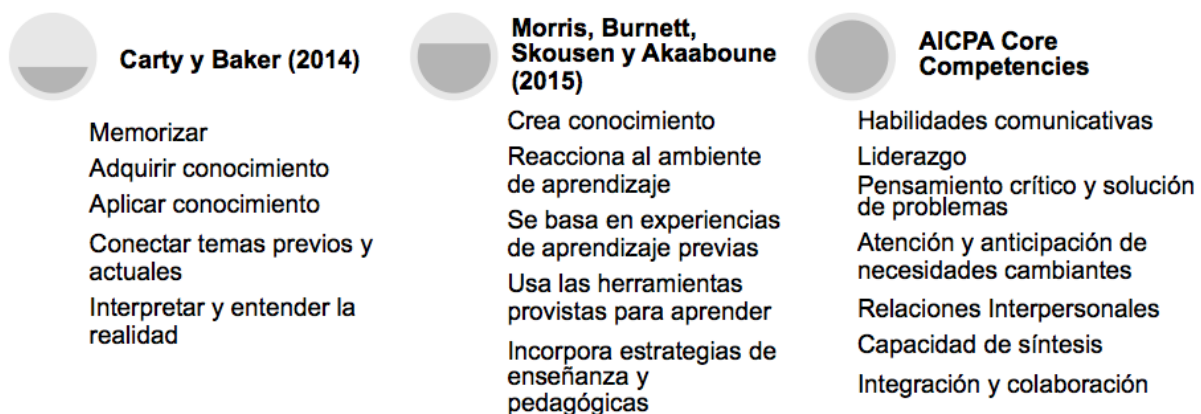 Carty y Baker (2014)
Memorizar
Adquirir conocimiento
Aplicar conocimiento
Conectar temas previos y
actuales
Interpretar y entender la
realidad
Morris, Burnett,
Skousen y Akaaboune
(2015)
Crea conocimiento
Reacciona al ambiente
de aprendizaje
Se basa en experiencias
de aprendizaje previas
Usa las herramientas
provistas para aprender
Incorpora estrategias de
enseñanza y
pedagógicas
AICPA Core
Competencies
Habilidades comunicativas
Liderazgo
Pensamiento crítico y solución
de problemas
Atención y anticipación de
necesidades cambiantes
Relaciones Interpersonales
Capacidad de síntesis
Integración y colaboración